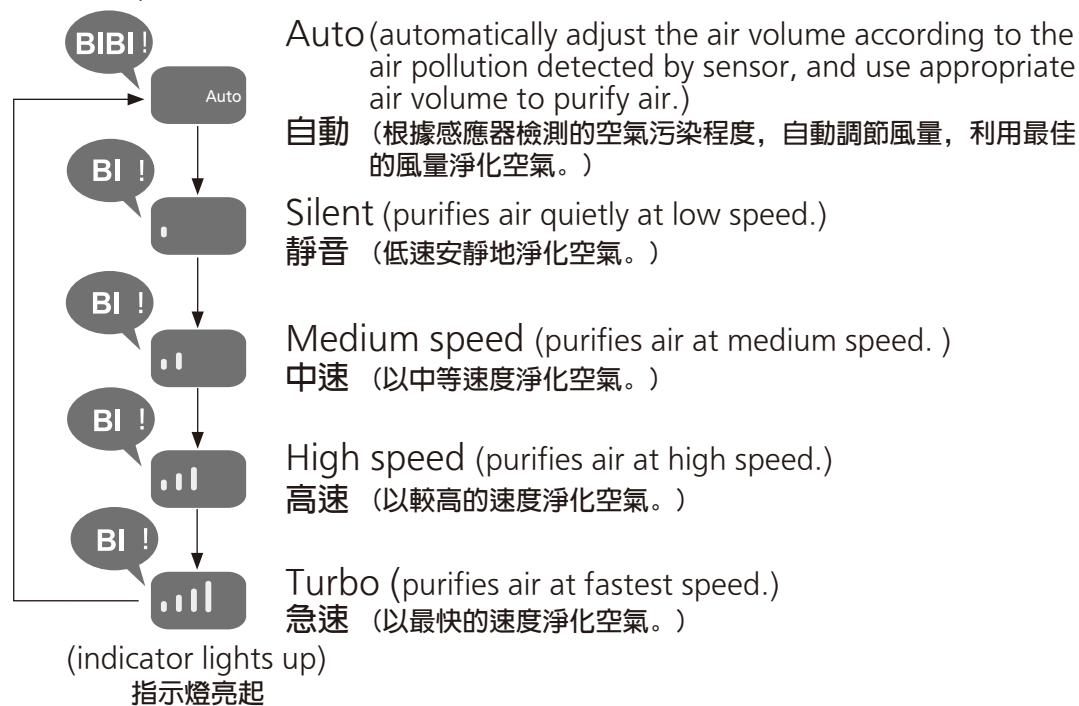 BIBI !
Auto
Auto (automatically adjust the air volume according to the
air pollution detected by sensor, and use appropriate
air volume to purify air.)
自動 （根據感應器檢測的空氣污染程度，自動調節風量，利用最佳
的風量淨化空氣。）
BI !
Silent (purifies air quietly at low speed.)
靜音 （低速安靜地淨化空氣。）
BI !
Medium speed (purifies air at medium speed. )
中速 （以中等速度淨化空氣。）
BI !
High speed (purifies air at high speed.)
高速 （以較高的速度淨化空氣。）
BI !
Turbo (purifies air at fastest speed.)
急速 （以最快的速度淨化空氣。）
(indicator lights up)
指示燈亮起